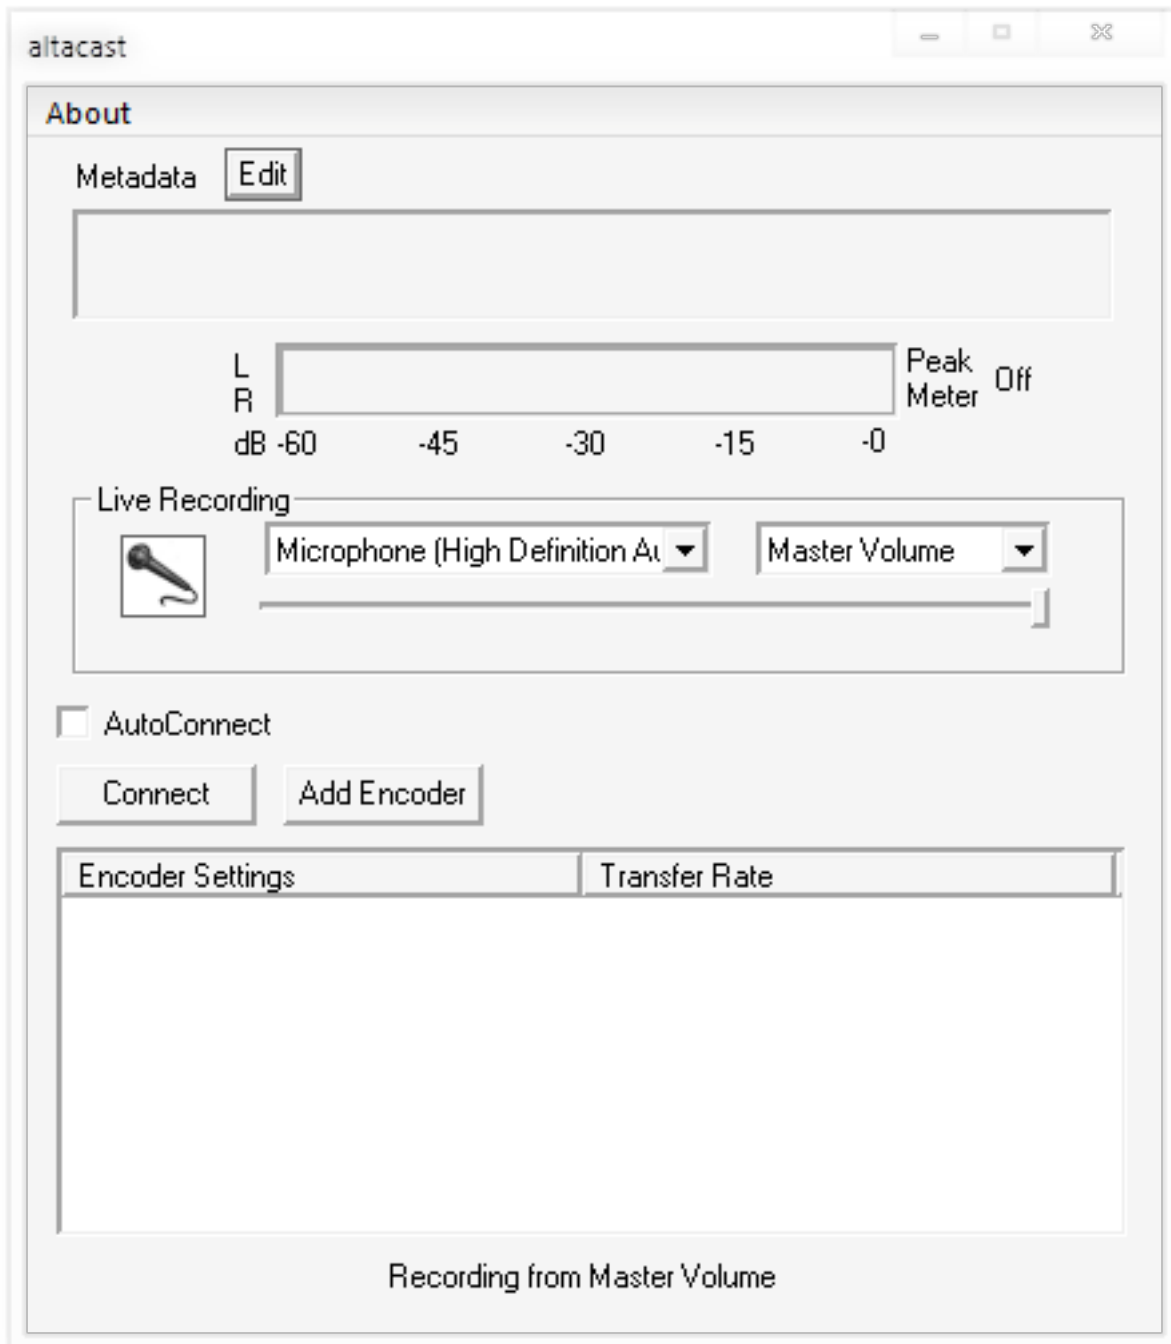 altacast
About
Metadata Edit
L
R
Peak
Meter
Off
dB -60 -45 -30 -15 -0
Live Recording
Microphone (High Definition Au Master Volume
AutoConnect
Connect Add Encoder
Encoder Settings Transfer Rate
Recording from Master Volume